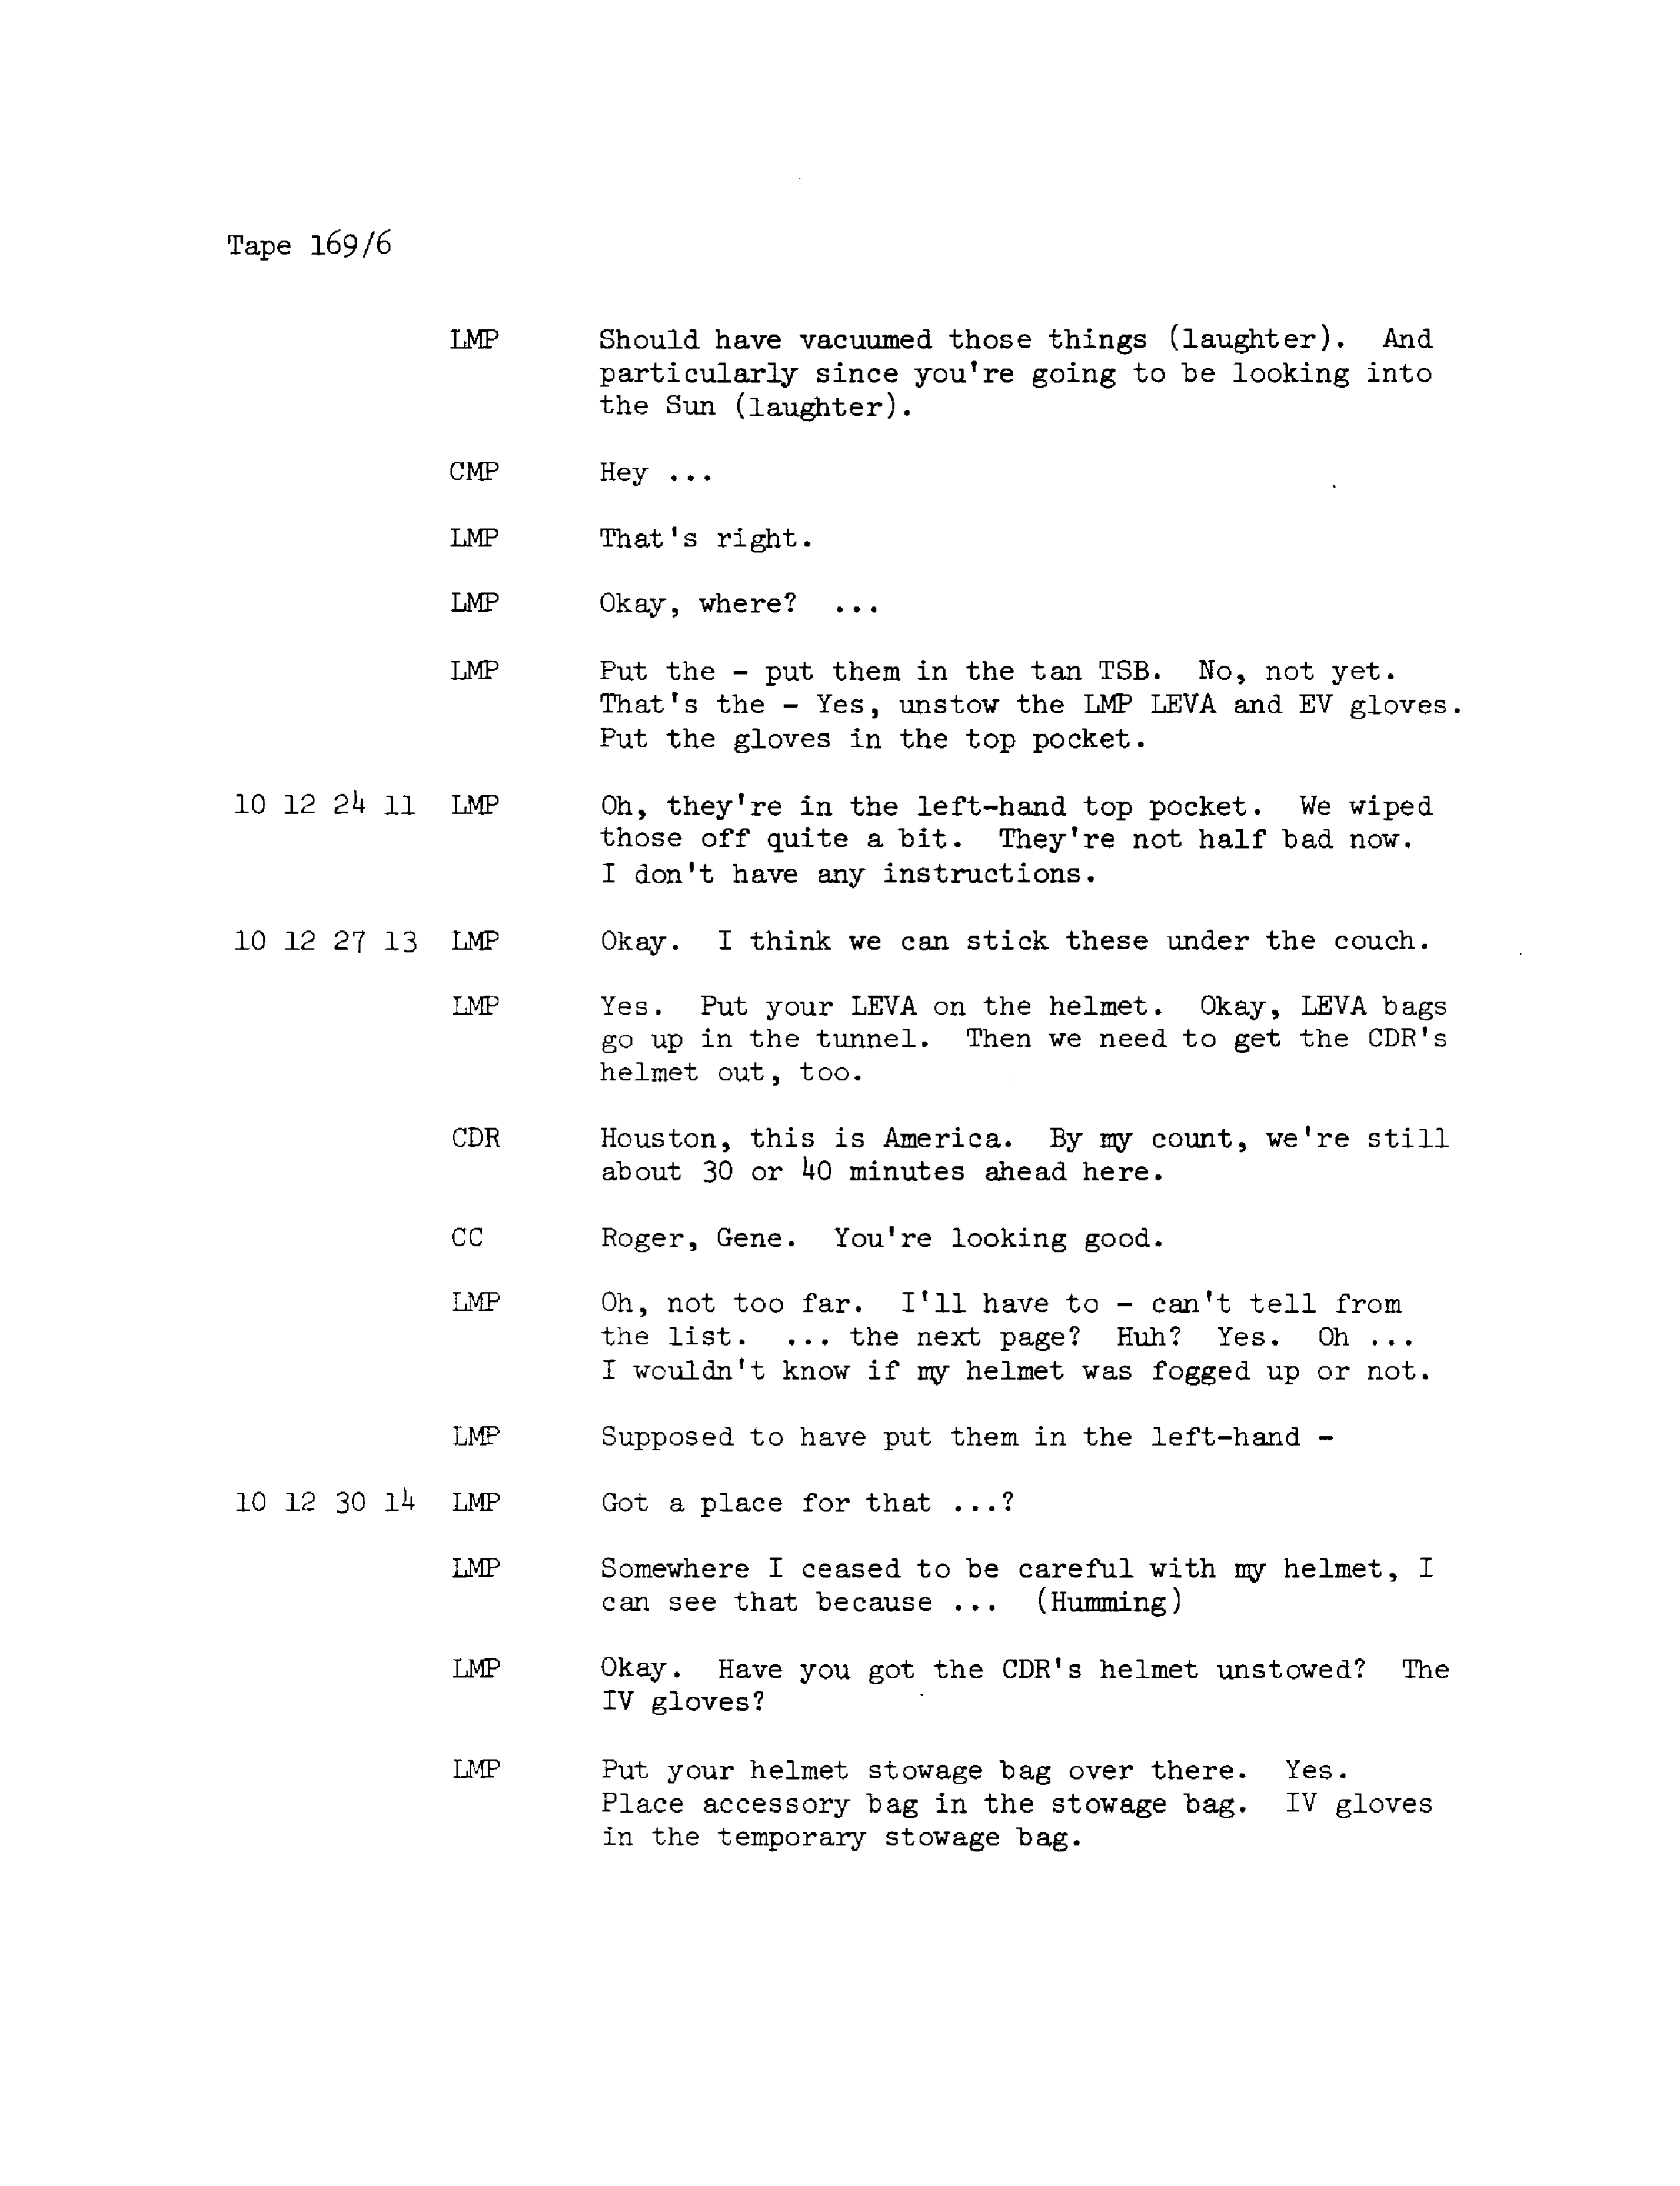 Tape 169/6
LMP Should have vacuumed those things (laughter). And
particularly since you're going to be looking into
the Sun (laughter).
CMP Hey ...
LMP That's right.
LMP Okay, where? ...
LMP Put the - put them in the tan TSB. No, not yet.
That's the - Yes, unstow the LMP LEVA and EV gloves.
Put the gloves in the top pocket.
10 12 24 11 LMP Oh, they're in the left-hand top pocket. We wiped
those off quite a bit. They're not half bad now.
I don't have any instructions.
10 12 27 13 LMP Okay. I think we can stick these under the couch.
LMP Yes. Put your LEVA on the helmet. Okay, LEVA bags
go up in the tunnel. Then we need to get the CDR's
helmet out, too.
CDR Houston, this is America. By my count, we're still
about 30 or 40 minutes ahead here.
CC Roger, Gene. You're looking good.
LMP Oh, not too far. I'll have to - can't tell from
the list. ... the next page? Huh? Yes. Oh ...
I wouldn't know if my helmet was fogged up or not.
LMP Supposed to have put them in the left-hand -
10 12 30 14 LMP Got a place for that ...?
LMP Somewhere I ceased to be careful with my helmet, I
can see that because ... (Humming)
LMP Okay. Have you got the CDR's helmet unstowed? The
IV gloves?
LMP Put your helmet stowage bag over there. Yes.
Place accessory bag in the stowage bag. IV gloves
in the temporary stowage bag.